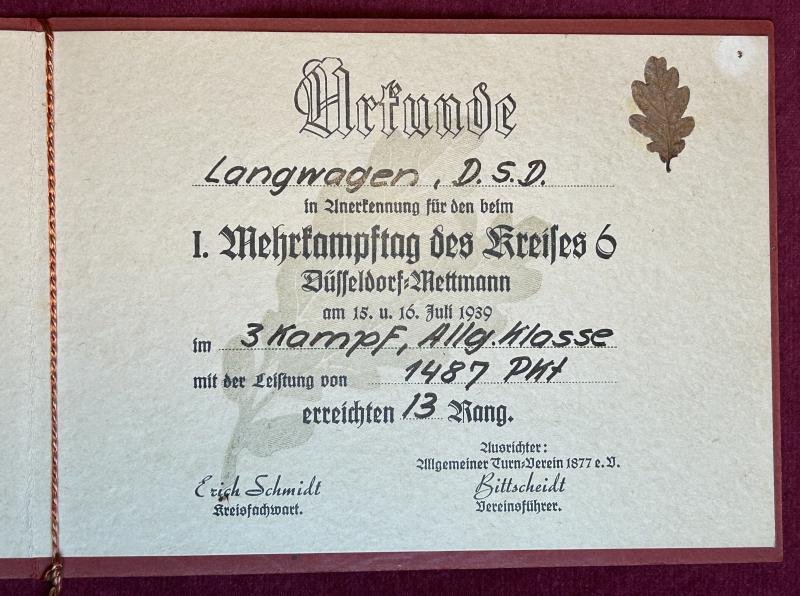 Urkunde
Langwagen, D.S.D.
in Anerkennung für den beim
I. Mehrkampftag des Kreises 6
Düsseldorf=Mettmann
am 15. u. 16. Juli 1939
im 3 Kampf, Allg. Klasse
mit der Leistung von 1487 Pkt
erreichten 13 Rang.
Ausrichter:
Allgemeiner Turn=Verein 1877 e. V.
Erich Schmidt
Kreisfachwart.
Bittscheidt
Vereinsführer.